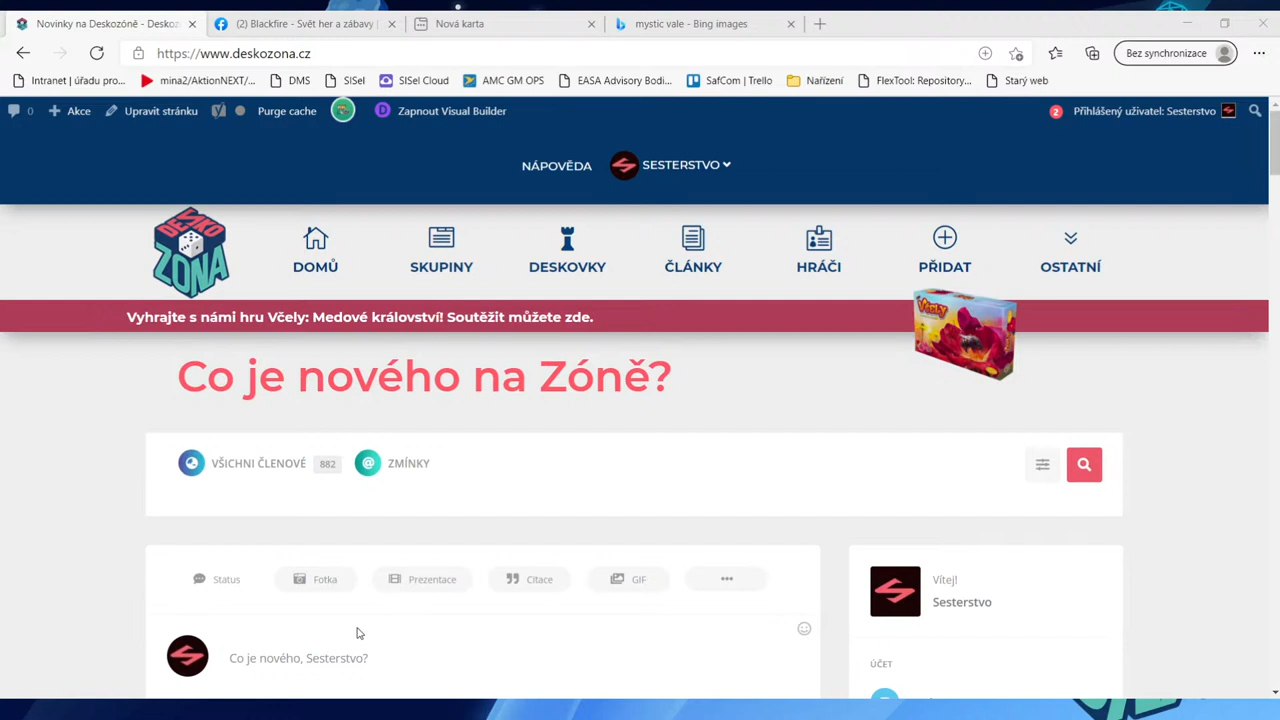 Novinky na Deskozóně - Desko:
(2) Blackfire - Svět her a zábavy
Nová karta
mystic vale - Bing images
https://www.deskozona.cz
Bez synchronizace
Intranet | úřadu pro...
mina2/AktionNEXT/...
DMS
SISel
SISel Cloud
AMC GM OPS
EASA Advisory Bodi...
SafCom | Trello
Nařízení
FlexTool: Repository...
Starý web
0
Akce
Upravit stránku
Purge cache
D
Zapnout Visual Builder
2
Přihlášený uživatel: Sesterstvo
NÁPOVĚDA
SESTERSTVO
DESKO
ZONA
DOMŮ
SKUPINY
DESKOVKY
ČLÁNKY
HRÁČI
PŘIDAT
OSTATNÍ
Vyhrajte s námi hru Včely: Medové království! Soutěžit můžete zde.
Včely
Co je nového na Zóně?
VŠICHNI ČLENOVÉ
882
@
ZMÍNKY
Status
Fotka
Prezentace
Citace
GIF
Vítej!
Sesterstvo
Co je nového, Sesterstvo?
ÚČET